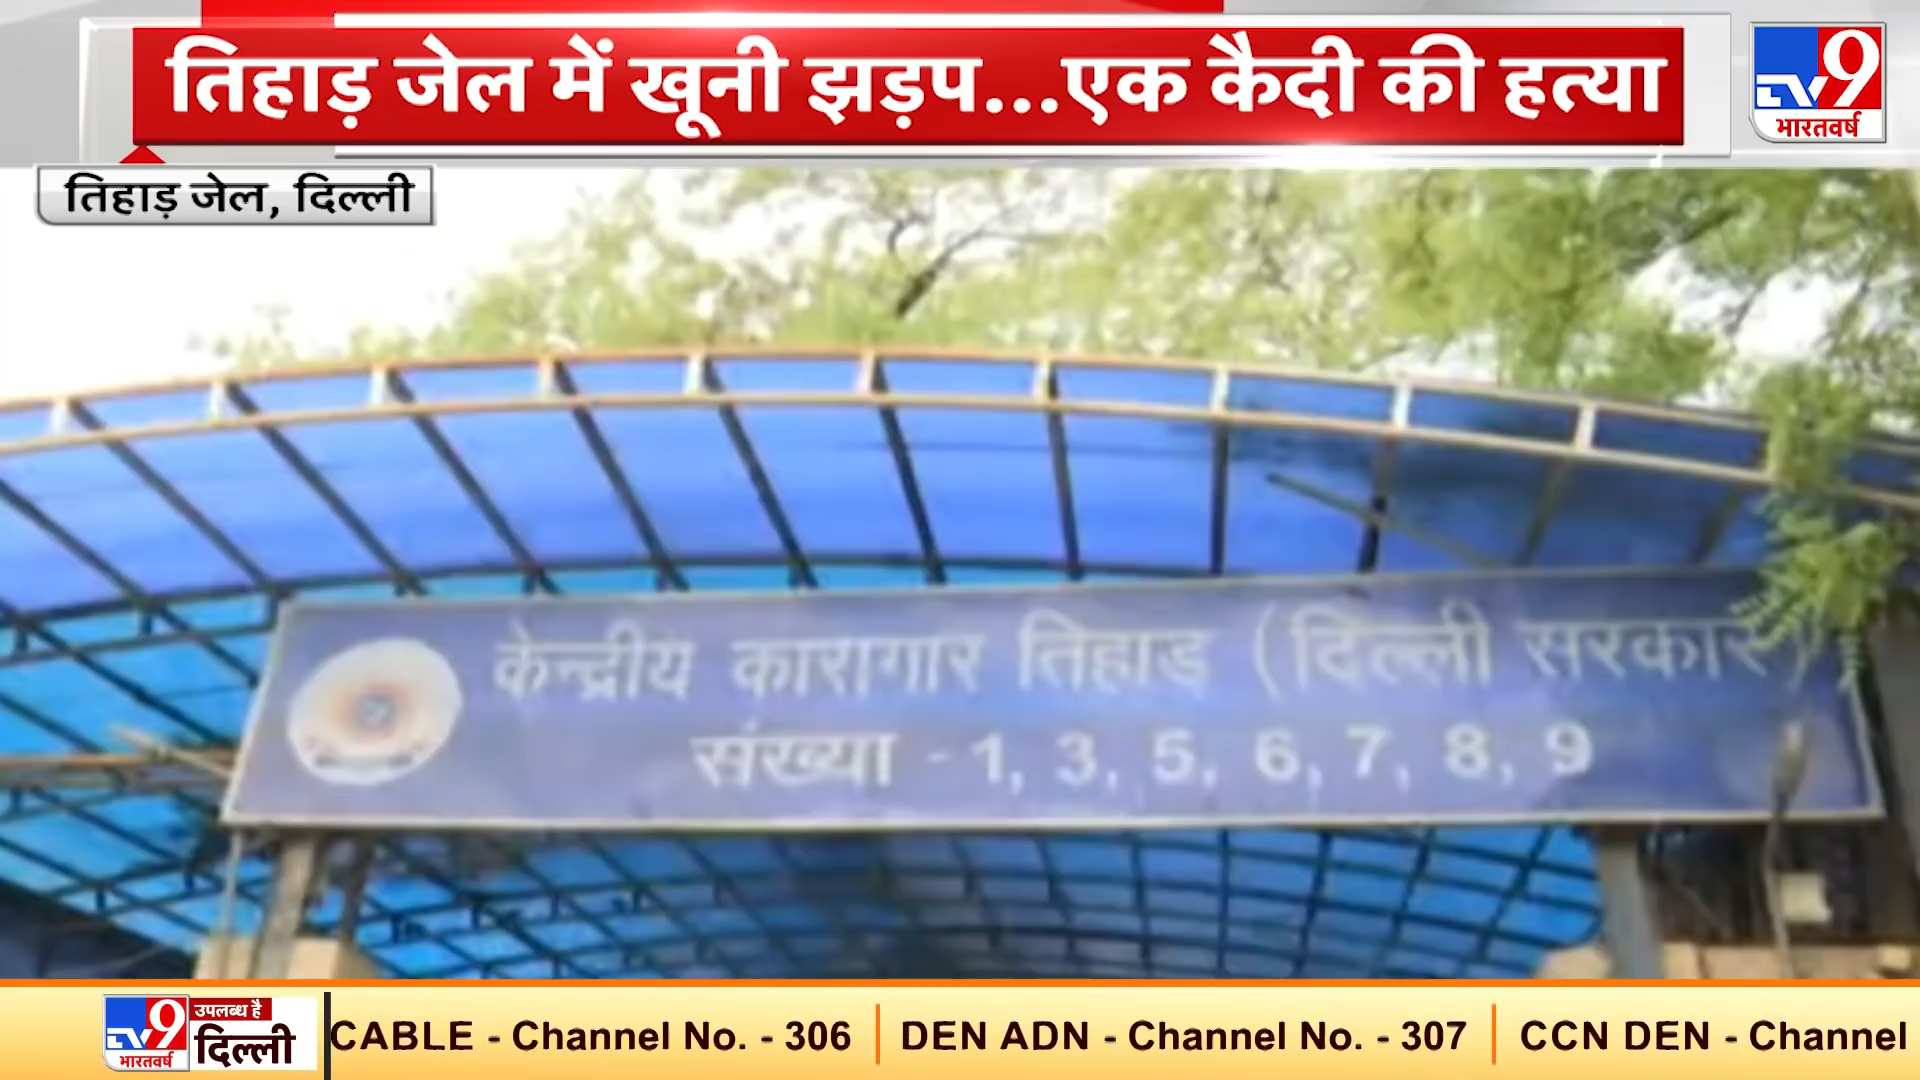 तिहाड़ जेल में खूनी झड़प...एक कैदी की हत्या
TV9
भारतवर्ष
तिहाड़ जेल, दिल्ली
केन्द्रीय कारागार तिहाड़ (दिल्ली सरकार)
संख्या - 1, 3, 5, 6, 7, 8, 9
TV9
भारतवर्ष
उपलब्ध है
दिल्ली
CABLE - Channel No. - 306 | DEN ADN - Channel No. - 307 | CCN DEN - Channel